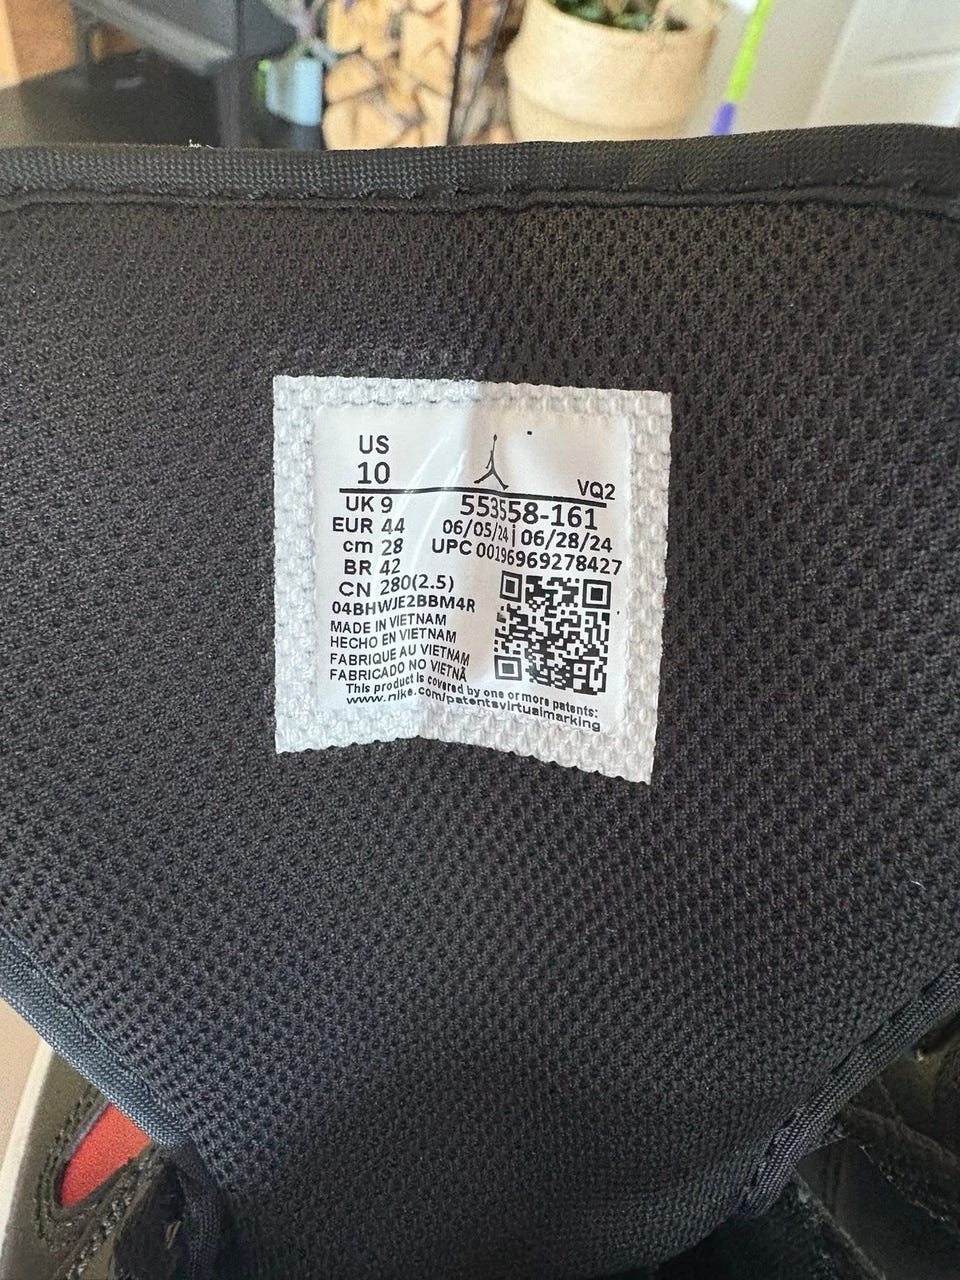 US
10
VQ2
UK 9
EUR 44
cm 28
BR 42
CN 280(2.5)
553558-161
06/05/24| 06/28/24
UPC 00196969278427
04BHWJE2BBM4R
MADE IN VIETNAM
HECHO EN VIETNAM
FABRIQUE AU VIETNAM
FABRICADO NO VIETNÃ
This product is covered by one or more patents:
www.nike.com/patentsvirtualmarking